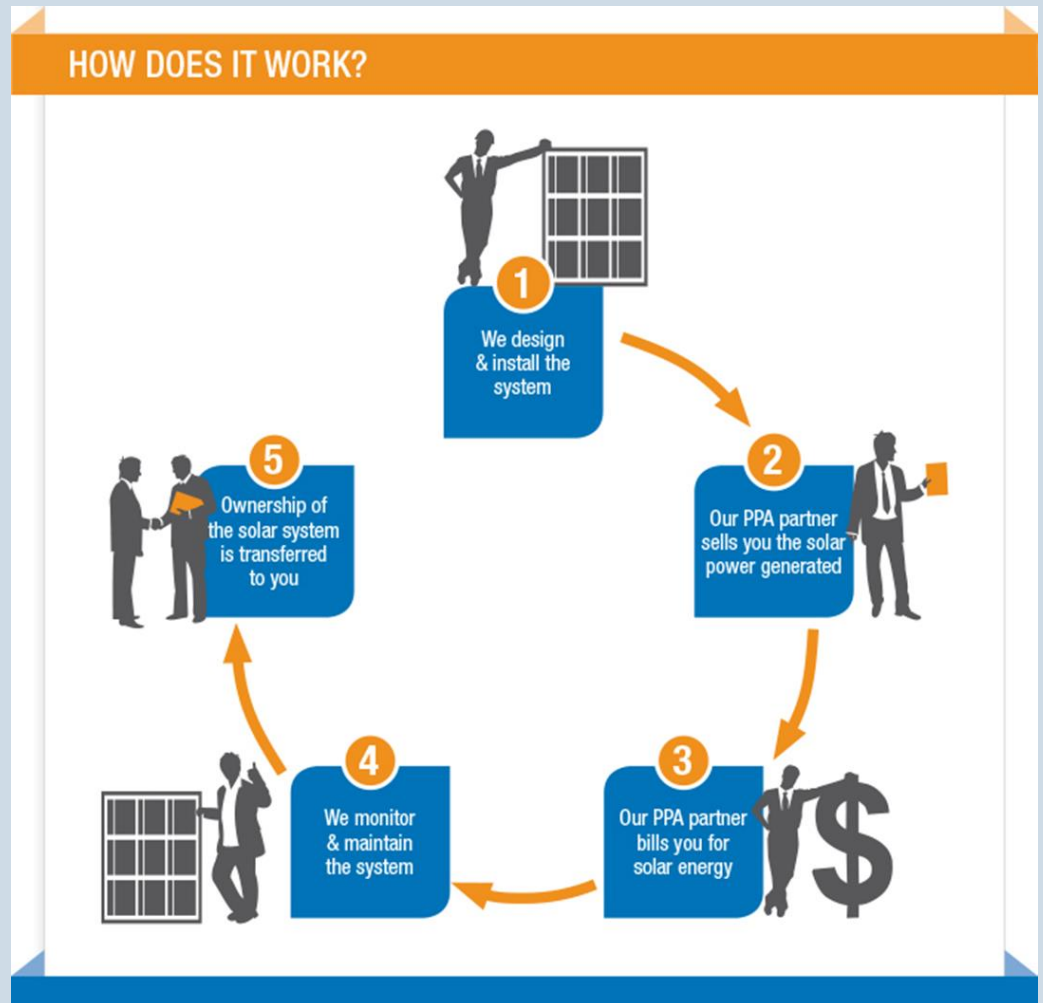 HOW DOES IT WORK?
1
We design
& install the
system
2
Our PPA partner
sells you the solar
power generated
3
Our PPA partner
bills you for
solar energy
$
4
We monitor
& maintain
the system
5
Ownership of
the solar system
is transferred
to you